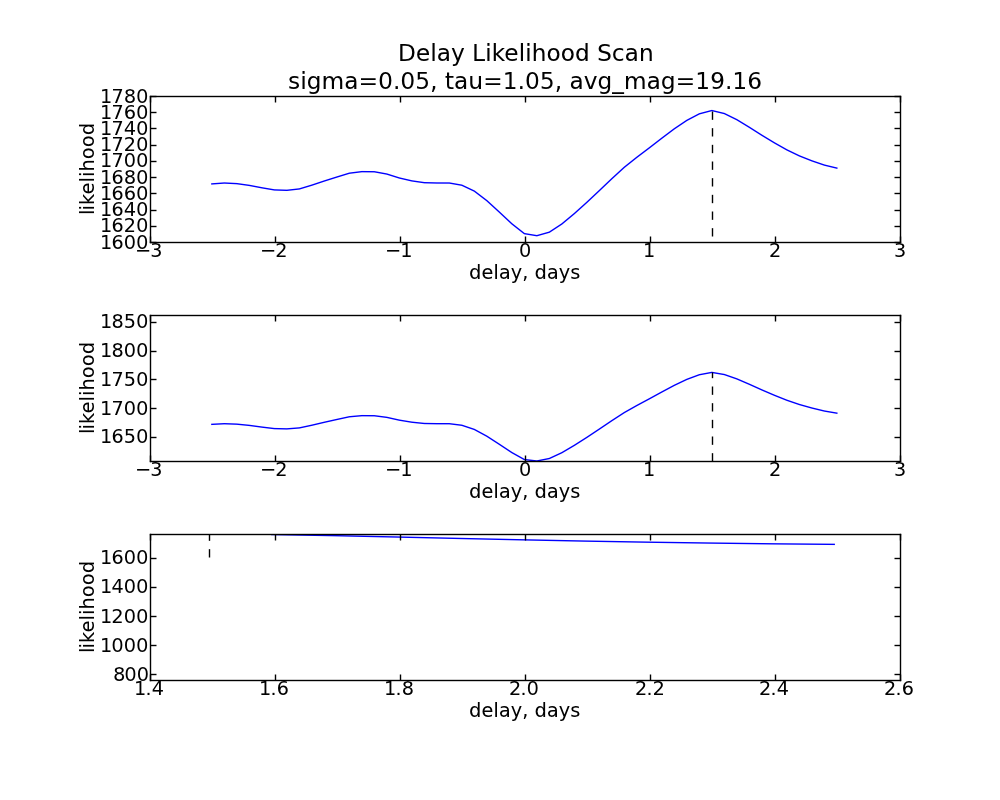 Delay Likelihood Scan
sigma=0.05, tau=1.05, avg_mag=19.16
1780
1760
1740
1720
1700
1680
1660
1640
1620
1600
likelihood
−3 −2 −1 0 1 2 3
delay, days
1850
1800
1750
1700
1650
likelihood
−3 −2 −1 0 1 2 3
delay, days
1600
1400
1200
1000
800
likelihood
1.4 1.6 1.8 2.0 2.2 2.4 2.6
delay, days